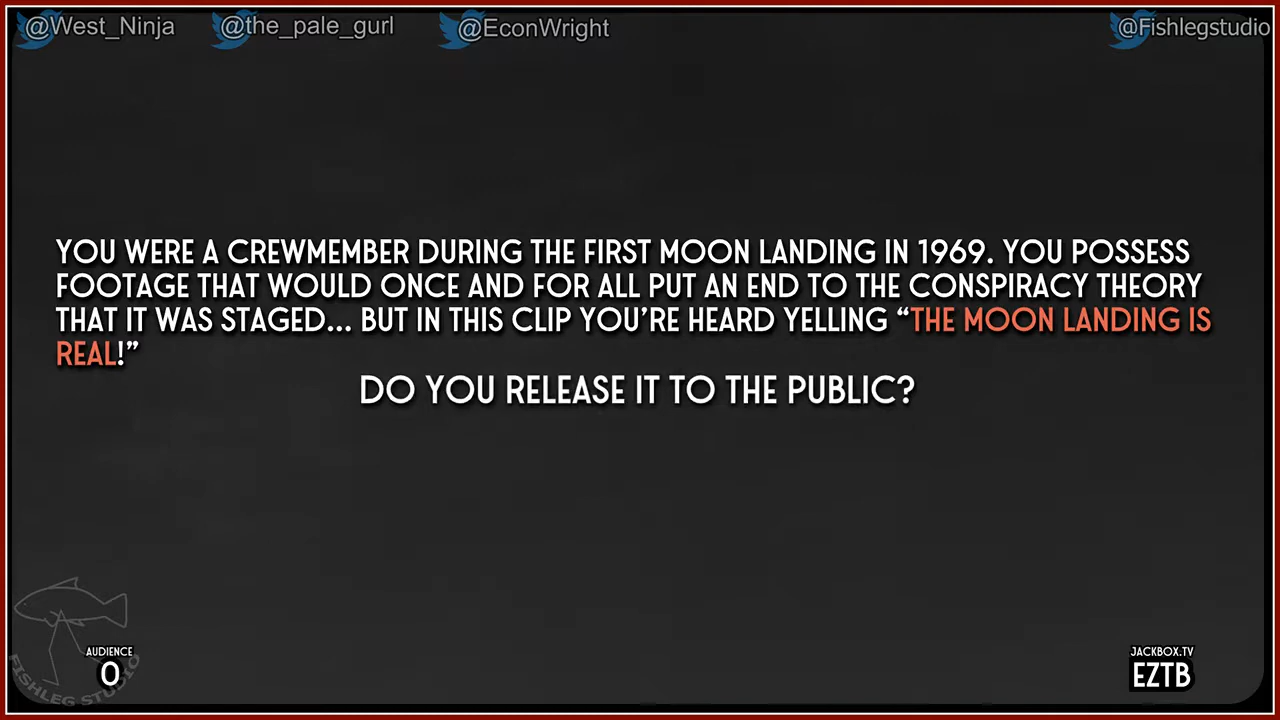 @West_Ninja @the_pale_gurl @EconWright @Fishlegstudio
YOU WERE A CREWMEMBER DURING THE FIRST MOON LANDING IN 1969. YOU POSSESS
FOOTAGE THAT WOULD ONCE AND FOR ALL PUT AN END TO THE CONSPIRACY THEORY
THAT IT WAS STAGED... BUT IN THIS CLIP YOU'RE HEARD YELLING “THE MOON LANDING IS
REAL!”
DO YOU RELEASE IT TO THE PUBLIC?
AUDIENCE
0
FISHLEG STUDIO
JACKBOX.TV
EZTB